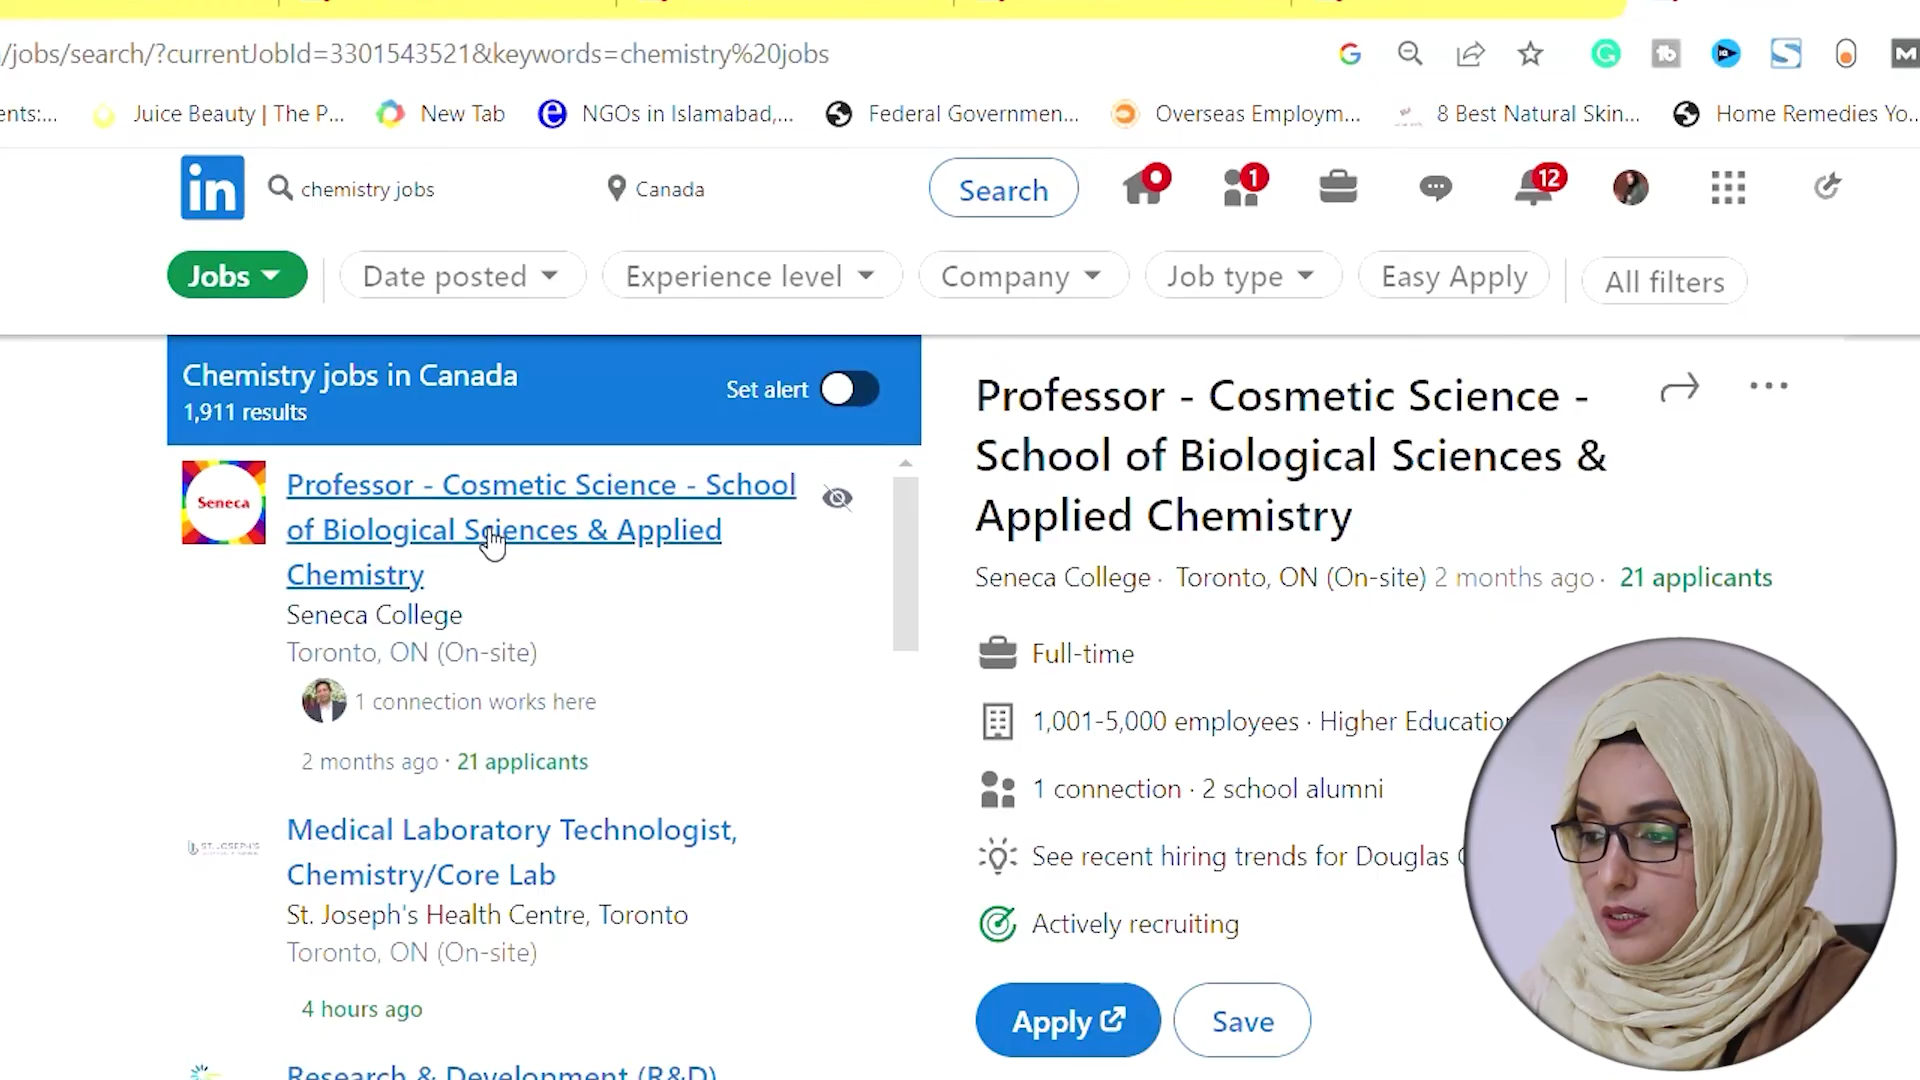 /jobs/search/?currentJobId=3301543521&keywords=chemistry%20jobs
ents:...
Juice Beauty | The P...
New Tab
NGOs in Islamabad,...
Federal Governmen...
Overseas Employm...
8 Best Natural Skin...
Home Remedies Yo...
in
chemistry jobs
Canada
Search
1
12
Jobs
Date posted
Experience level
Company
Job type
Easy Apply
All filters
Chemistry jobs in Canada
1,911 results
Set alert
Seneca
Professor - Cosmetic Science - School
of Biological Sciences & Applied
Chemistry
Seneca College
Toronto, ON (On-site)
1 connection works here
2 months ago · 21 applicants
ST. JOSEPH'S
Medical Laboratory Technologist,
Chemistry/Core Lab
St. Joseph's Health Centre, Toronto
Toronto, ON (On-site)
4 hours ago
Research & Development (R&D)
Professor - Cosmetic Science -
School of Biological Sciences &
Applied Chemistry
Seneca College · Toronto, ON (On-site) 2 months ago · 21 applicants
Full-time
1,001-5,000 employees · Higher Education
1 connection · 2 school alumni
See recent hiring trends for Douglas
Actively recruiting
Apply
Save